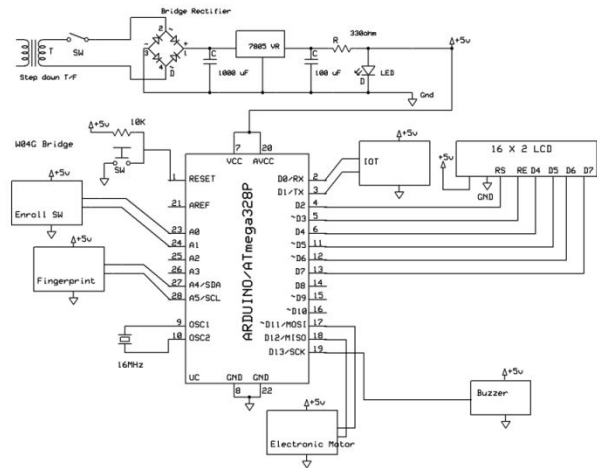 Bridge Rectifier
2
3
1
4
~
~
-
+
D
T
SW
Step down T/F
C
1000 uF
7805 VR
C
100 uF
R
330ohm
D
LED
+5v
Gnd
W04G Bridge
+5v
10K
SW
7
20
VCC
AVCC
ARDUINO/ATmega328P
1
RESET
21
AREF
23
A0
24
A1
25
A2
26
A3
27
A4/SDA
28
A5/SCL
9
OSC1
10
OSC2
UC
GND
GND
8
22
D0/RX
2
D1/TX
3
D2
4
~D3
5
D4
6
~D5
11
~D6
12
D7
13
D8
14
~D9
15
~D10
16
~D11/MOSI
17
D12/MISO
18
D13/SCK
19
+5v
Enroll SW
+5v
Fingerprint
16MHz
+5v
IOT
16 X 2 LCD
+5v
GND
RS
RE
D4
D5
D6
D7
+5v
Electronic Motor
+5v
Buzzer